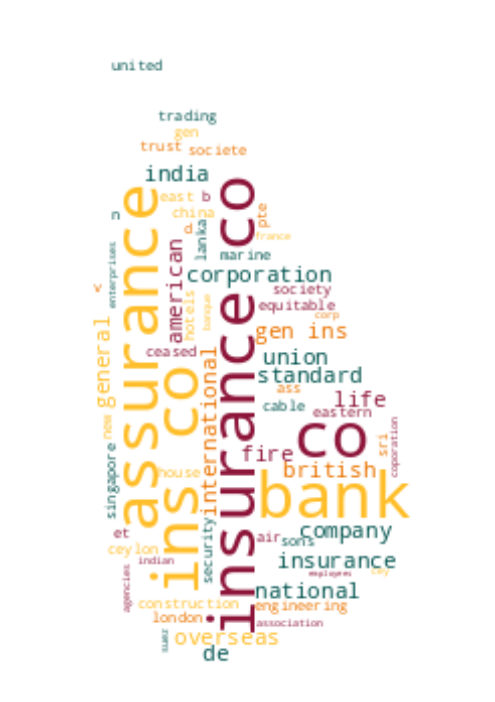 united
trading
gen
trust
societe
india
east
b
assurance
insurance co
china
pte
n
d.
lanka
france
american
marine
enterprises
corporation
<
society
hotels
banque
equitable
corp
general
gen ins
ceased
international
union
ins co
standard
ass
life
cable
eastern
new
co
sri
coporation
fire
singapore
house
british
bank
security
et
air
sons
company
ceylon
indian
insurance
employees
cey
agencies
national
construction
engineering
london
association
suez
overseas
de